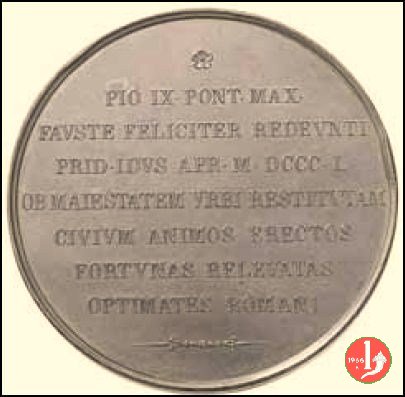 PIO IX·PONT·MAX·
FAVSTE FELICITER REDEVNTI
PRID·IDVS APR·M·DCCC·L·
OB MAIESTATEM VRBI RESTITVTAM
CIVIVM ANIMOS ERECTOS
FORTVNAS RELEVATAS
OPTIMATES ROMANI
1966